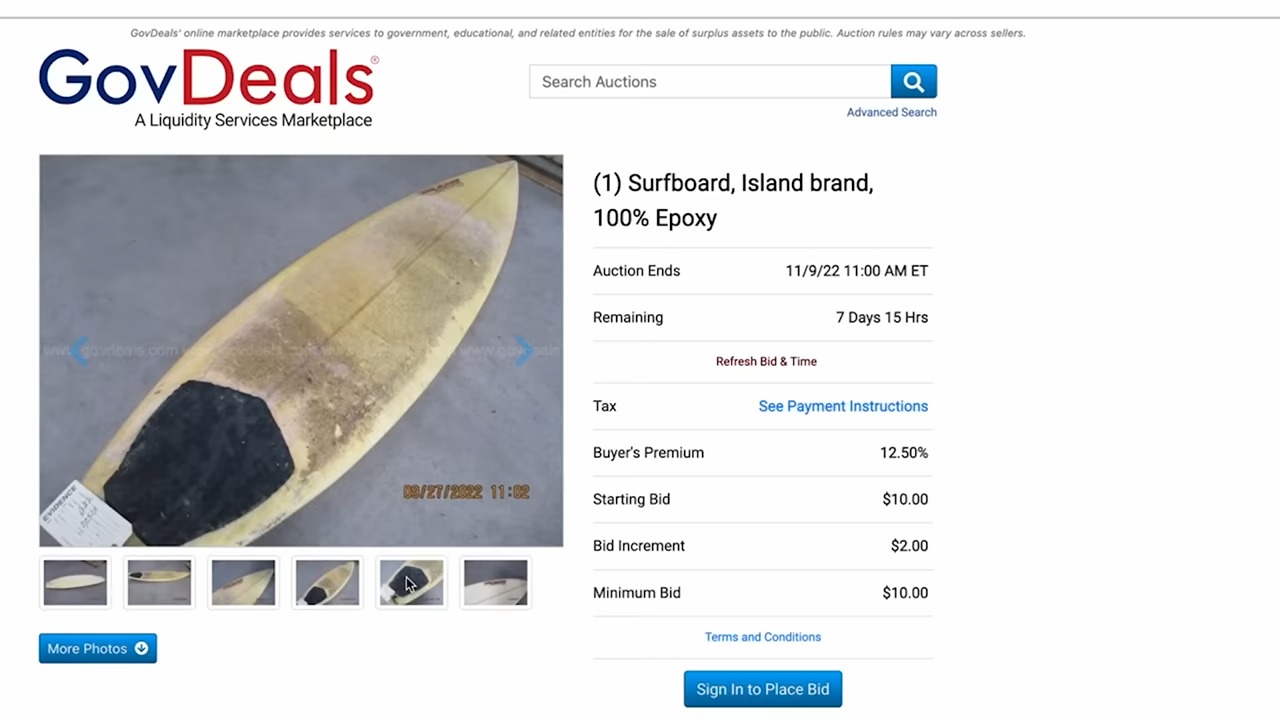 GovDeals' online marketplace provides services to government, educational, and related entities for the sale of surplus assets to the public. Auction rules may vary across sellers.
GovDeals®
A Liquidity Services Marketplace
Search Auctions
Advanced Search
(1) Surfboard, Island brand,
100% Epoxy
Auction Ends 11/9/22 11:00 AM ET
Remaining 7 Days 15 Hrs
Refresh Bid & Time
Tax See Payment Instructions
Buyer's Premium 12.50%
Starting Bid $10.00
Bid Increment $2.00
Minimum Bid $10.00
Terms and Conditions
Sign In to Place Bid
www.govdeals.com
EVIDENCE
09/27/2022 11:02
More Photos